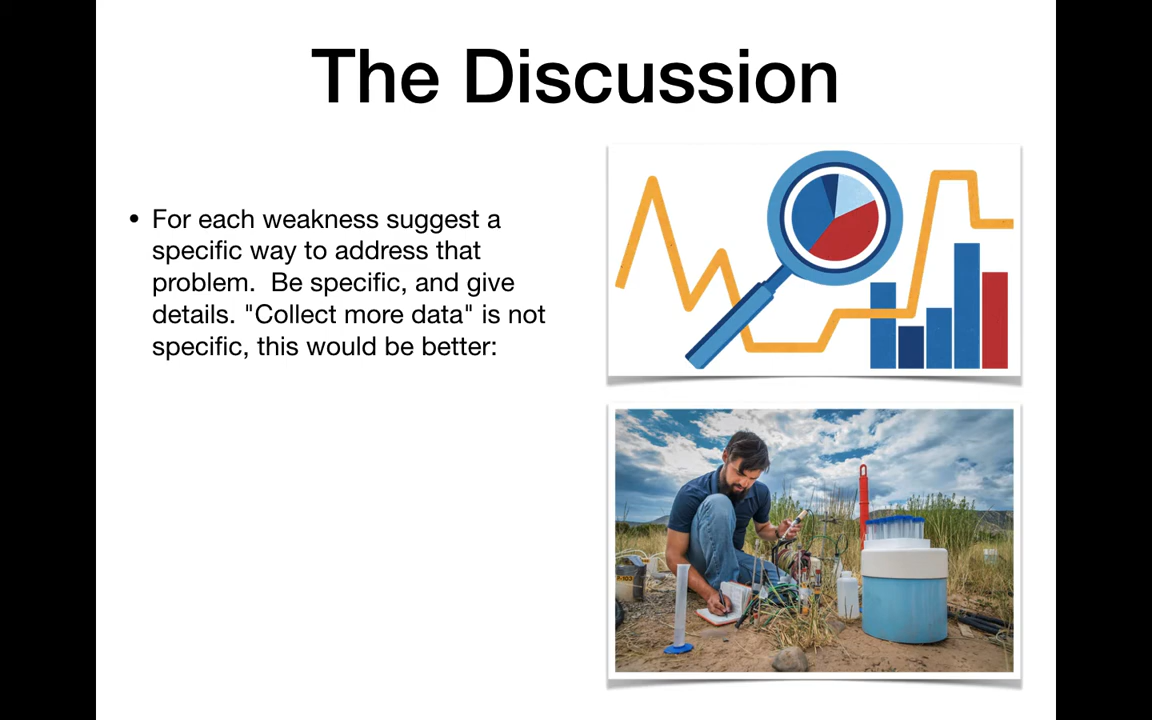 The Discussion
• For each weakness suggest a
specific way to address that
problem.  Be specific, and give
details. "Collect more data" is not
specific, this would be better:
P-103